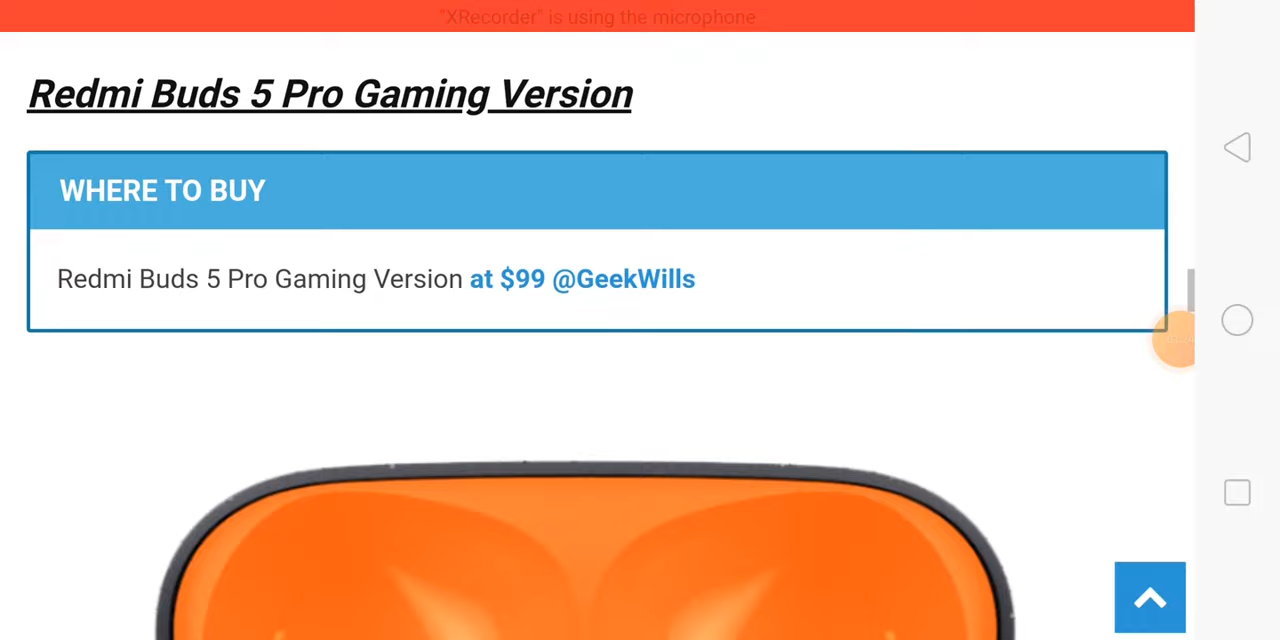 "XRecorder" is using the microphone
Redmi Buds 5 Pro Gaming Version
WHERE TO BUY
Redmi Buds 5 Pro Gaming Version at $99 @GeekWills